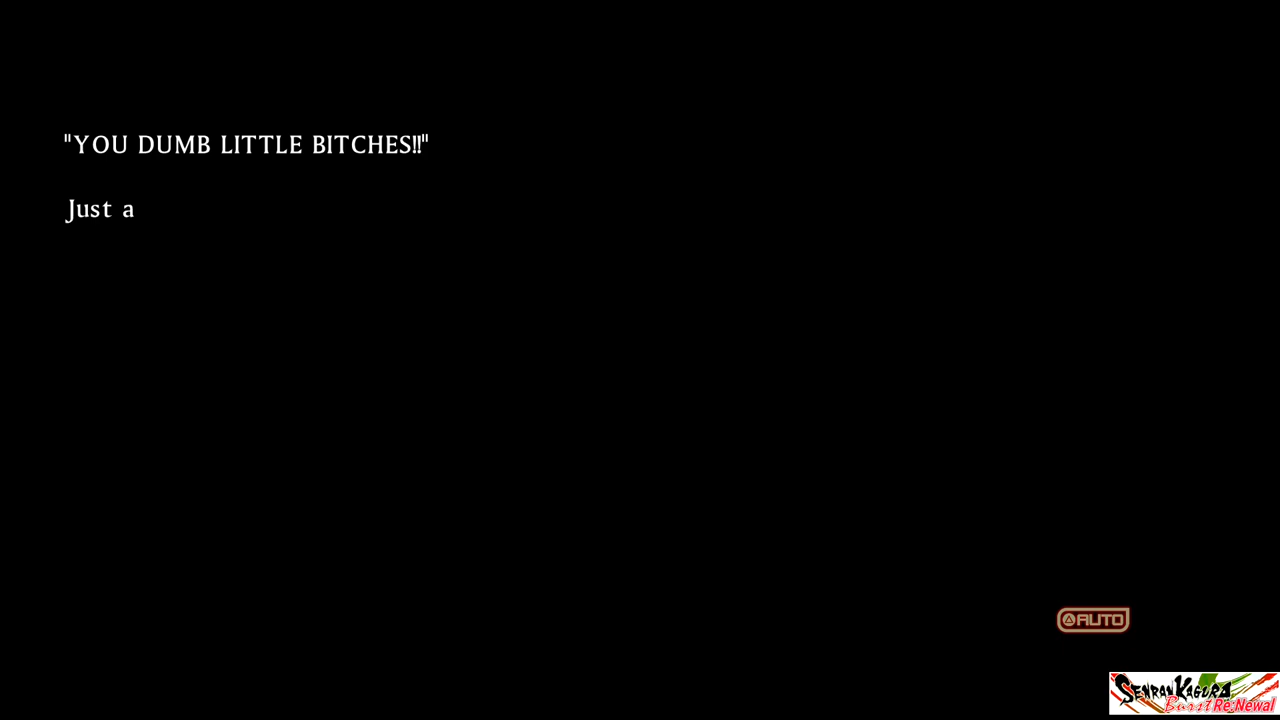 "YOU DUMB LITTLE BITCHES!!"
Just a
AUTO
SENRAN KAGURA
Burst Re:Newal